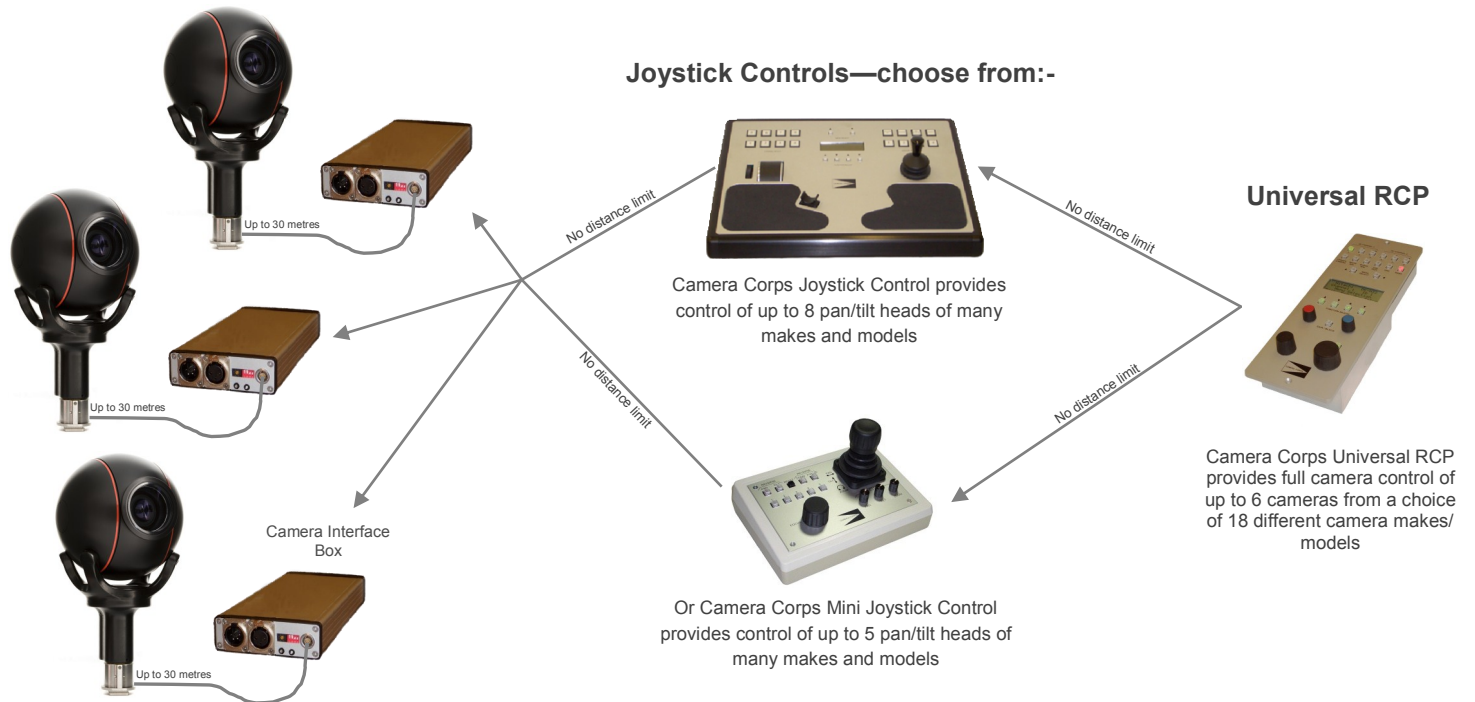 Joystick Controls—choose from:-
Up to 30 metres
No distance limit
No distance limit
Universal RCP
Camera Corps Joystick Control provides
control of up to 8 pan/tilt heads of many
makes and models
Up to 30 metres
No distance limit
No distance limit
Camera Corps Universal RCP
provides full camera control of
up to 6 cameras from a choice
of 18 different camera makes/
models
Camera Interface
Box
Or Camera Corps Mini Joystick Control
provides control of up to 5 pan/tilt heads of
many makes and models
Up to 30 metres